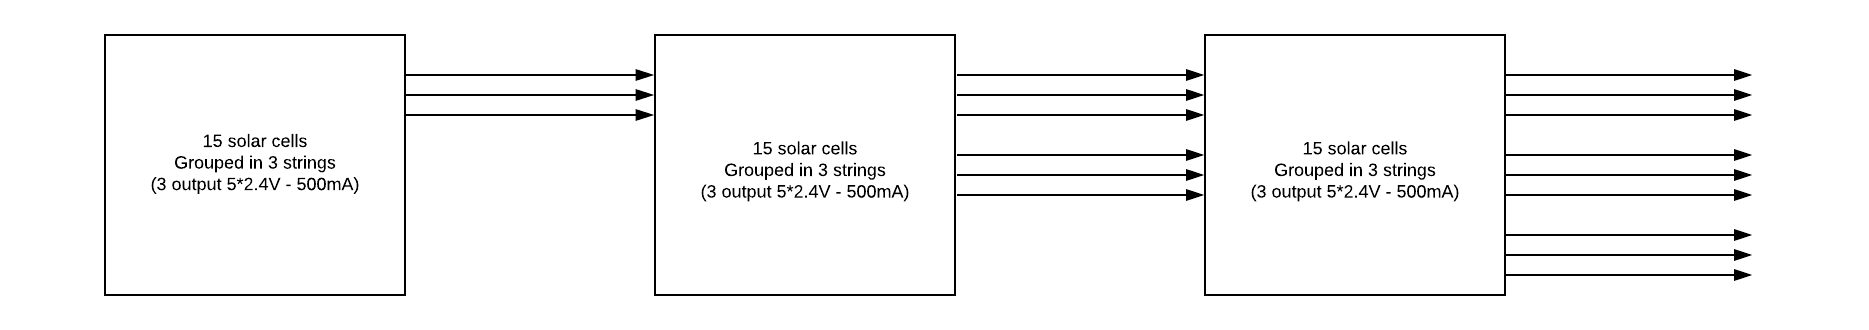 15 solar cells
Grouped in 3 strings
(3 output 5*2.4V - 500mA)
15 solar cells
Grouped in 3 strings
(3 output 5*2.4V - 500mA)
15 solar cells
Grouped in 3 strings
(3 output 5*2.4V - 500mA)